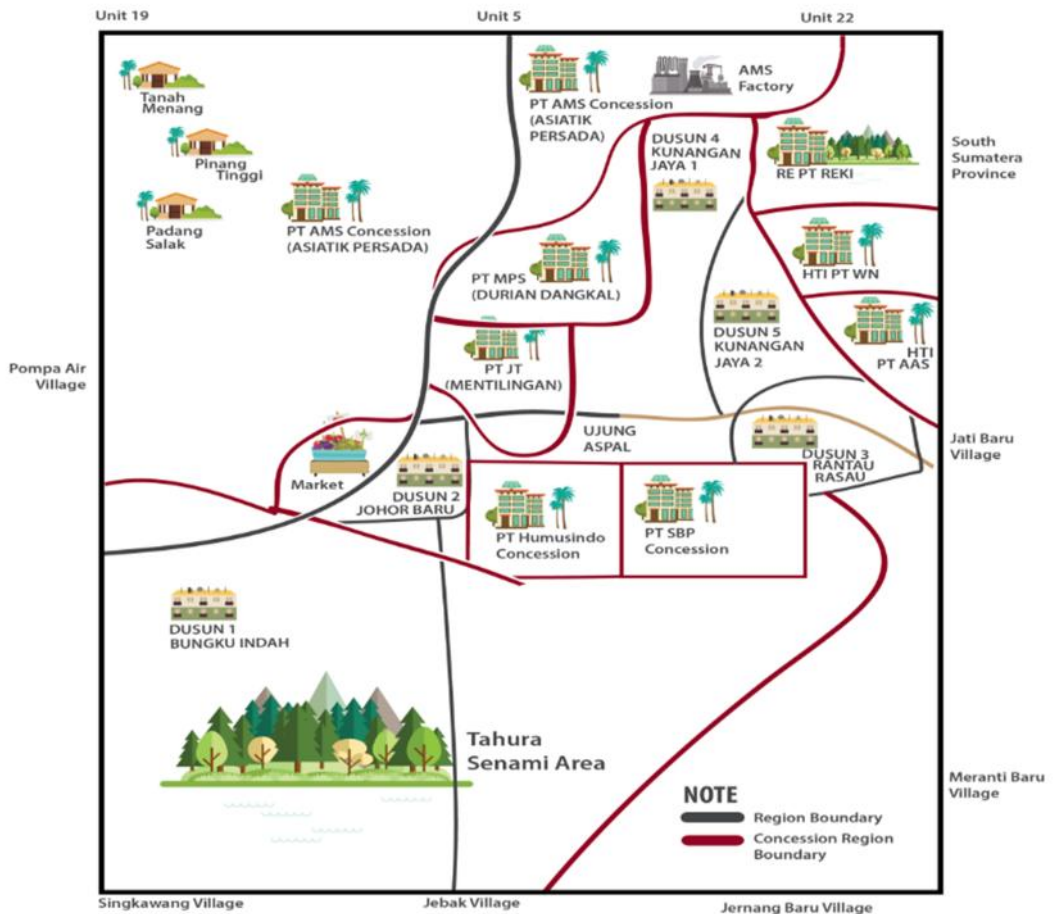 Unit 19
Unit 5
Unit 22
Tanah
Menang
Pinang
Tinggi
Padang
Salak
PT AMS Concession
(ASIATIK PERSADA)
PT AMS Concession
(ASIATIK
PERSADA)
AMS
Factory
DUSUN 4
KUNANGAN
JAYA 1
RE PT REKI
South
Sumatera
Province
HTI PT WN
PT MPS
(DURIAN DANGKAL)
DUSUN 5
KUNANGAN
JAYA 2
HTI
PT AAS
Pompa Air
Village
PT JT
(MENTILINGAN)
UJUNG
ASPAL
Jati Baru
Village
Market
DUSUN 2
JOHOR BARU
DUSUN 3
RANTAU
RASAU
PT Humusindo
Concession
PT SBP
Concession
DUSUN 1
BUNGKU INDAH
Tahura
Senami Area
Meranti Baru
Village
NOTE
Region Boundary
Concession Region
Boundary
Singkawang Village
Jebak Village
Jernang Baru Village